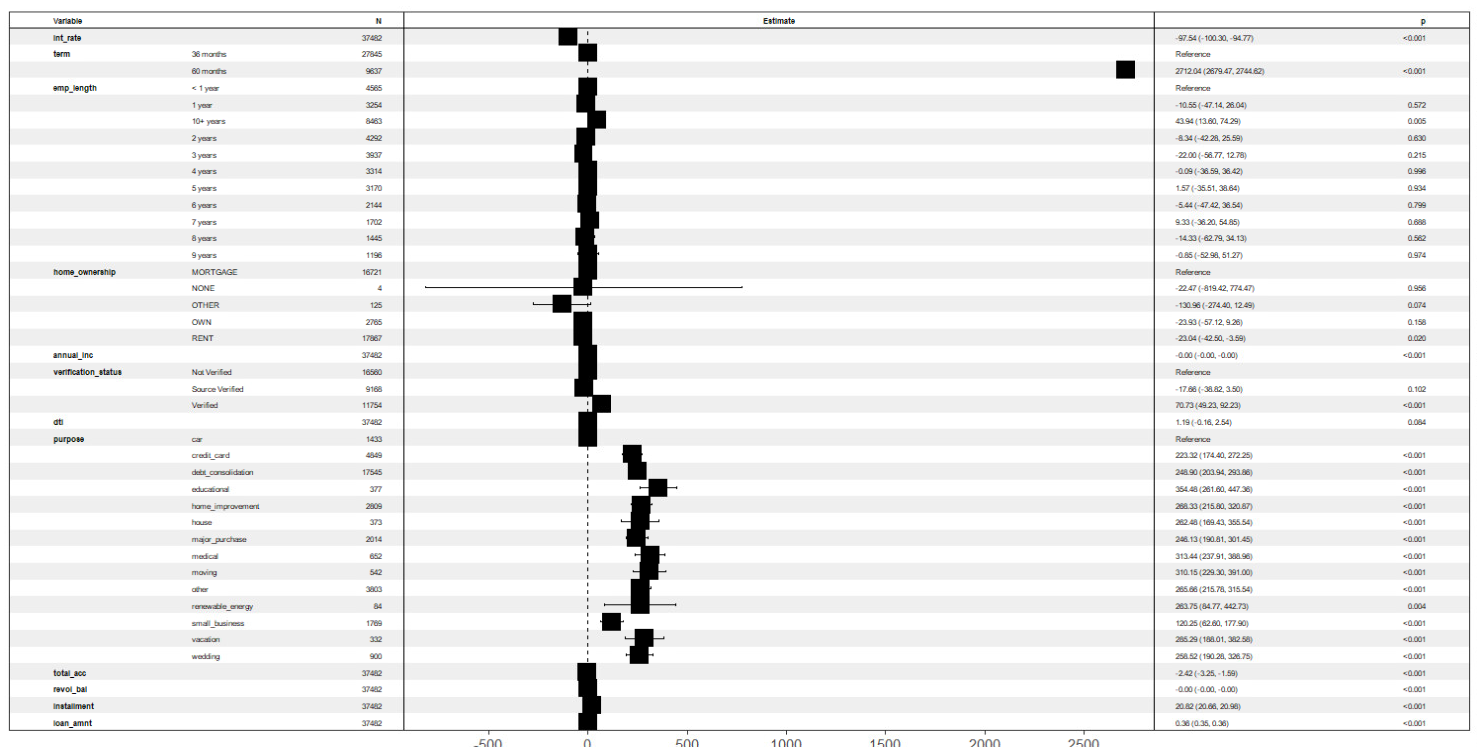 Variable N Estimate p
int_rate 37482 -97.54 (-100.30, -94.77) <0.001
term 36 months 27845 Reference
60 months 9637 2712.04 (2679.47, 2744.62) <0.001
emp_length < 1 year 4565 Reference
1 year 3254 -10.55 (-47.14, 26.04) 0.572
10+ years 8463 43.94 (13.60, 74.29) 0.005
2 years 4292 -8.34 (-42.28, 25.59) 0.630
3 years 3937 -22.00 (-56.77, 12.78) 0.215
4 years 3314 -0.09 (-36.59, 36.42) 0.996
5 years 3170 1.57 (-35.51, 38.64) 0.934
6 years 2144 -5.44 (-47.42, 36.54) 0.799
7 years 1702 9.33 (-36.20, 54.85) 0.688
8 years 1445 -14.33 (-62.79, 34.13) 0.562
9 years 1196 -0.85 (-52.98, 51.27) 0.974
home_ownership MORTGAGE 16721 Reference
NONE 4 -22.47 (-819.42, 774.47) 0.956
OTHER 125 -130.96 (-274.40, 12.49) 0.074
OWN 2765 -23.93 (-57.12, 9.26) 0.158
RENT 17867 -23.04 (-42.50, -3.59) 0.020
annual_inc 37482 -0.00 (-0.00, -0.00) <0.001
verification_status Not Verified 16560 Reference
Source Verified 9168 -17.66 (-38.82, 3.50) 0.102
Verified 11754 70.73 (49.23, 92.23) <0.001
dti 37482 1.19 (-0.16, 2.54) 0.084
purpose car 1433 Reference
credit_card 4849 223.32 (174.40, 272.25) <0.001
debt_consolidation 17545 248.90 (203.94, 293.86) <0.001
educational 377 354.48 (261.60, 447.36) <0.001
home_improvement 2809 268.33 (215.80, 320.87) <0.001
house 373 262.48 (169.43, 355.54) <0.001
major_purchase 2014 246.13 (190.81, 301.45) <0.001
medical 652 313.44 (237.91, 388.96) <0.001
moving 542 310.15 (229.30, 391.00) <0.001
other 3803 265.66 (215.78, 315.54) <0.001
renewable_energy 84 263.75 (84.77, 442.73) 0.004
small_business 1769 120.25 (62.60, 177.90) <0.001
vacation 332 285.29 (188.01, 382.58) <0.001
wedding 900 258.52 (190.28, 326.75) <0.001
total_acc 37482 -2.42 (-3.25, -1.59) <0.001
revol_bal 37482 -0.00 (-0.00, -0.00) <0.001
installment 37482 20.82 (20.66, 20.98) <0.001
loan_amnt 37482 0.36 (0.35, 0.36) <0.001
-500 0 500 1000 1500 2000 2500